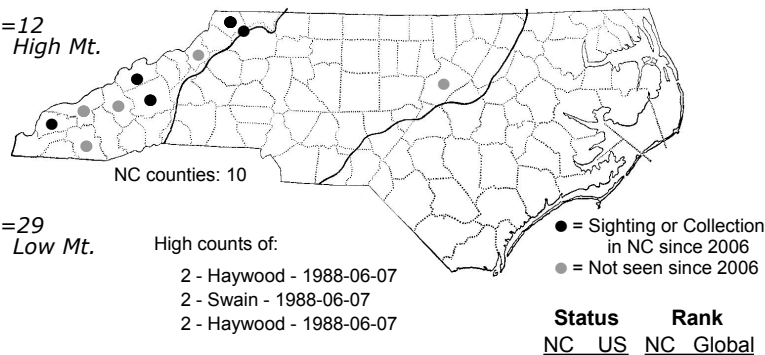 =12
High Mt.
NC counties: 10
=29
Low Mt.
High counts of:
2 - Haywood - 1988-06-07
2 - Swain - 1988-06-07
2 - Haywood - 1988-06-07
= Sighting or Collection
in NC since 2006
= Not seen since 2006
Status Rank
NC US NC Global